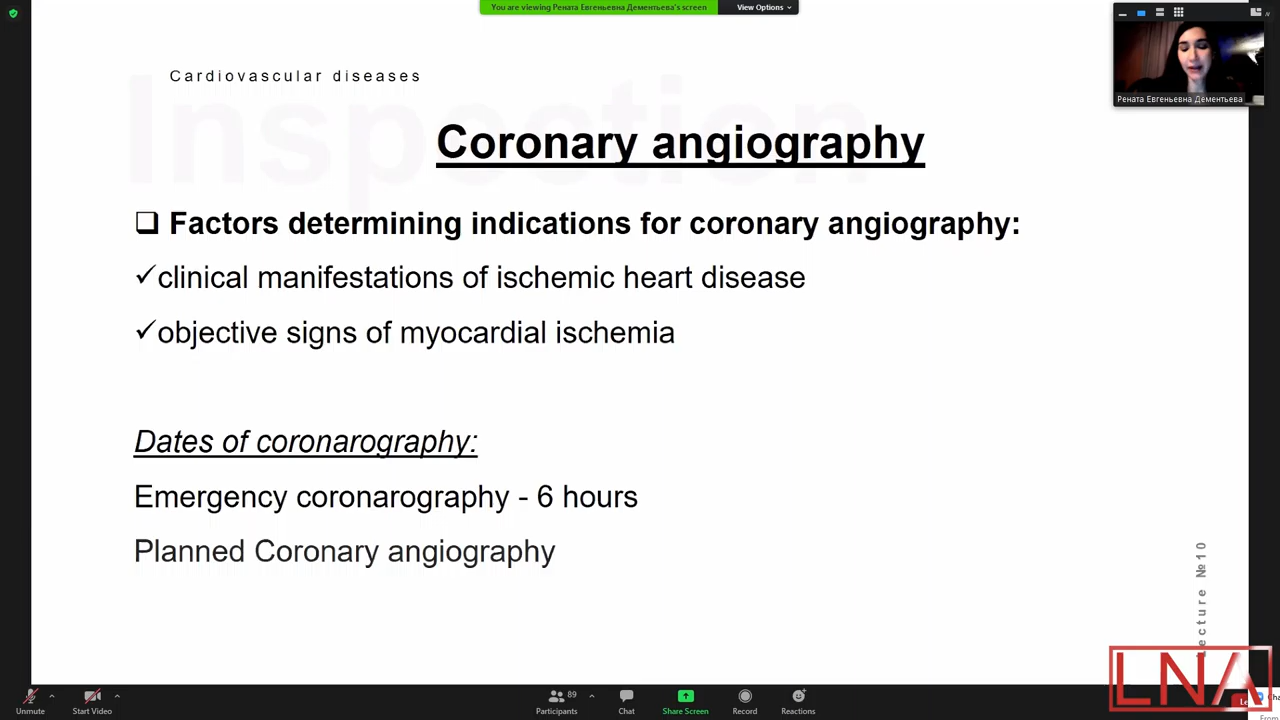 You are viewing Рената Евгеньевна Дементьева's screen
View Options
Рената Евгеньевна Дементьева
Cardiovascular diseases
Inspection
Coronary angiography
❑ Factors determining indications for coronary angiography:
✓clinical manifestations of ischemic heart disease
✓objective signs of myocardial ischemia
Dates of coronarography:
Emergency coronarography - 6 hours
Planned Coronary angiography
Lecture №10
LNA
Unmute
Start Video
Participants
89
Chat
Share Screen
Record
Reactions